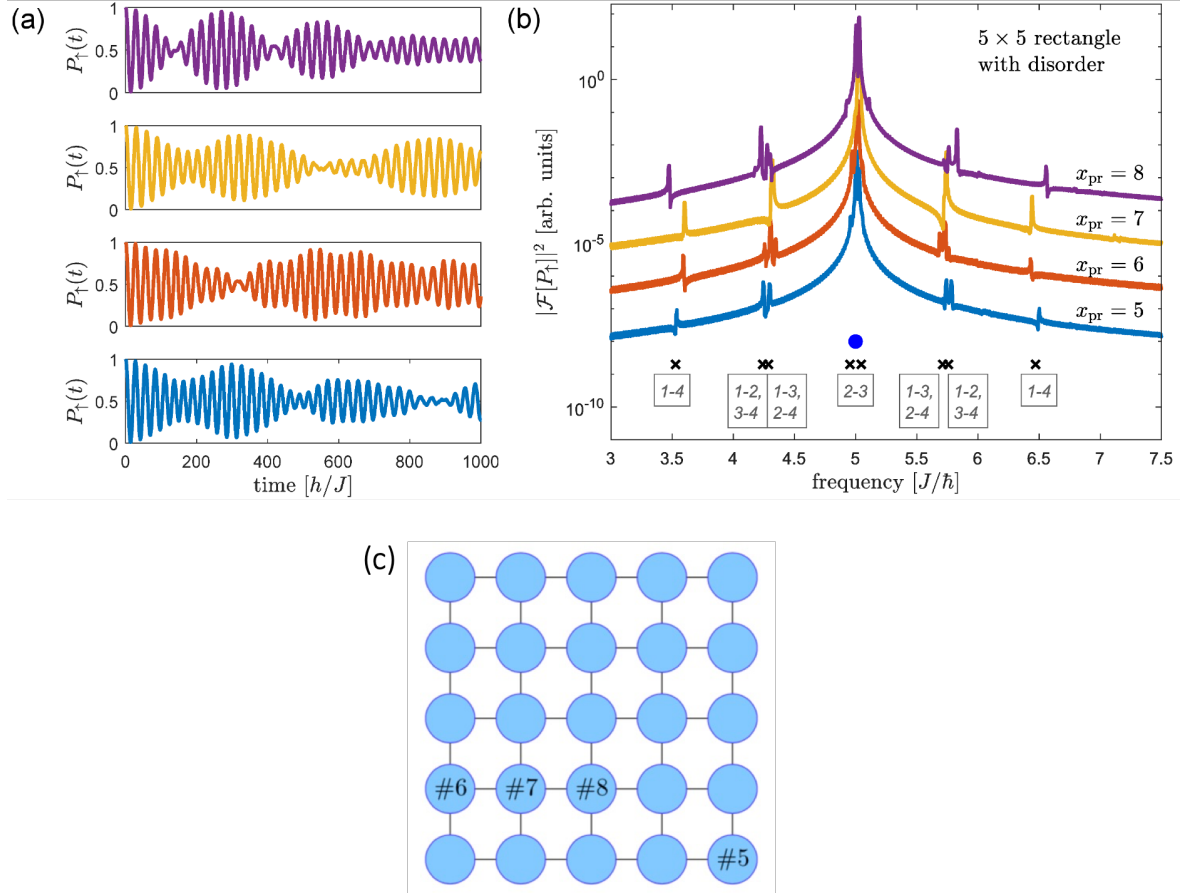 (a)
1
0.5
0
P↑(t)
1
0.5
0
P↑(t)
1
0.5
0
P↑(t)
1
0.5
0
P↑(t)
0 200 400 600 800 1000
time [h/J]
(b)
5 × 5 rectangle
with disorder
|ℱ[P↑]|² [arb. units]
10⁰
10⁻⁵
10⁻¹⁰
xpr = 8
xpr = 7
xpr = 6
xpr = 5
1-4
1-2,
3-4
1-3,
2-4
2-3
1-3,
2-4
1-2,
3-4
1-4
3 3.5 4 4.5 5 5.5 6 6.5 7 7.5
frequency [J/ħ]
(c)
#6 #7 #8
#5